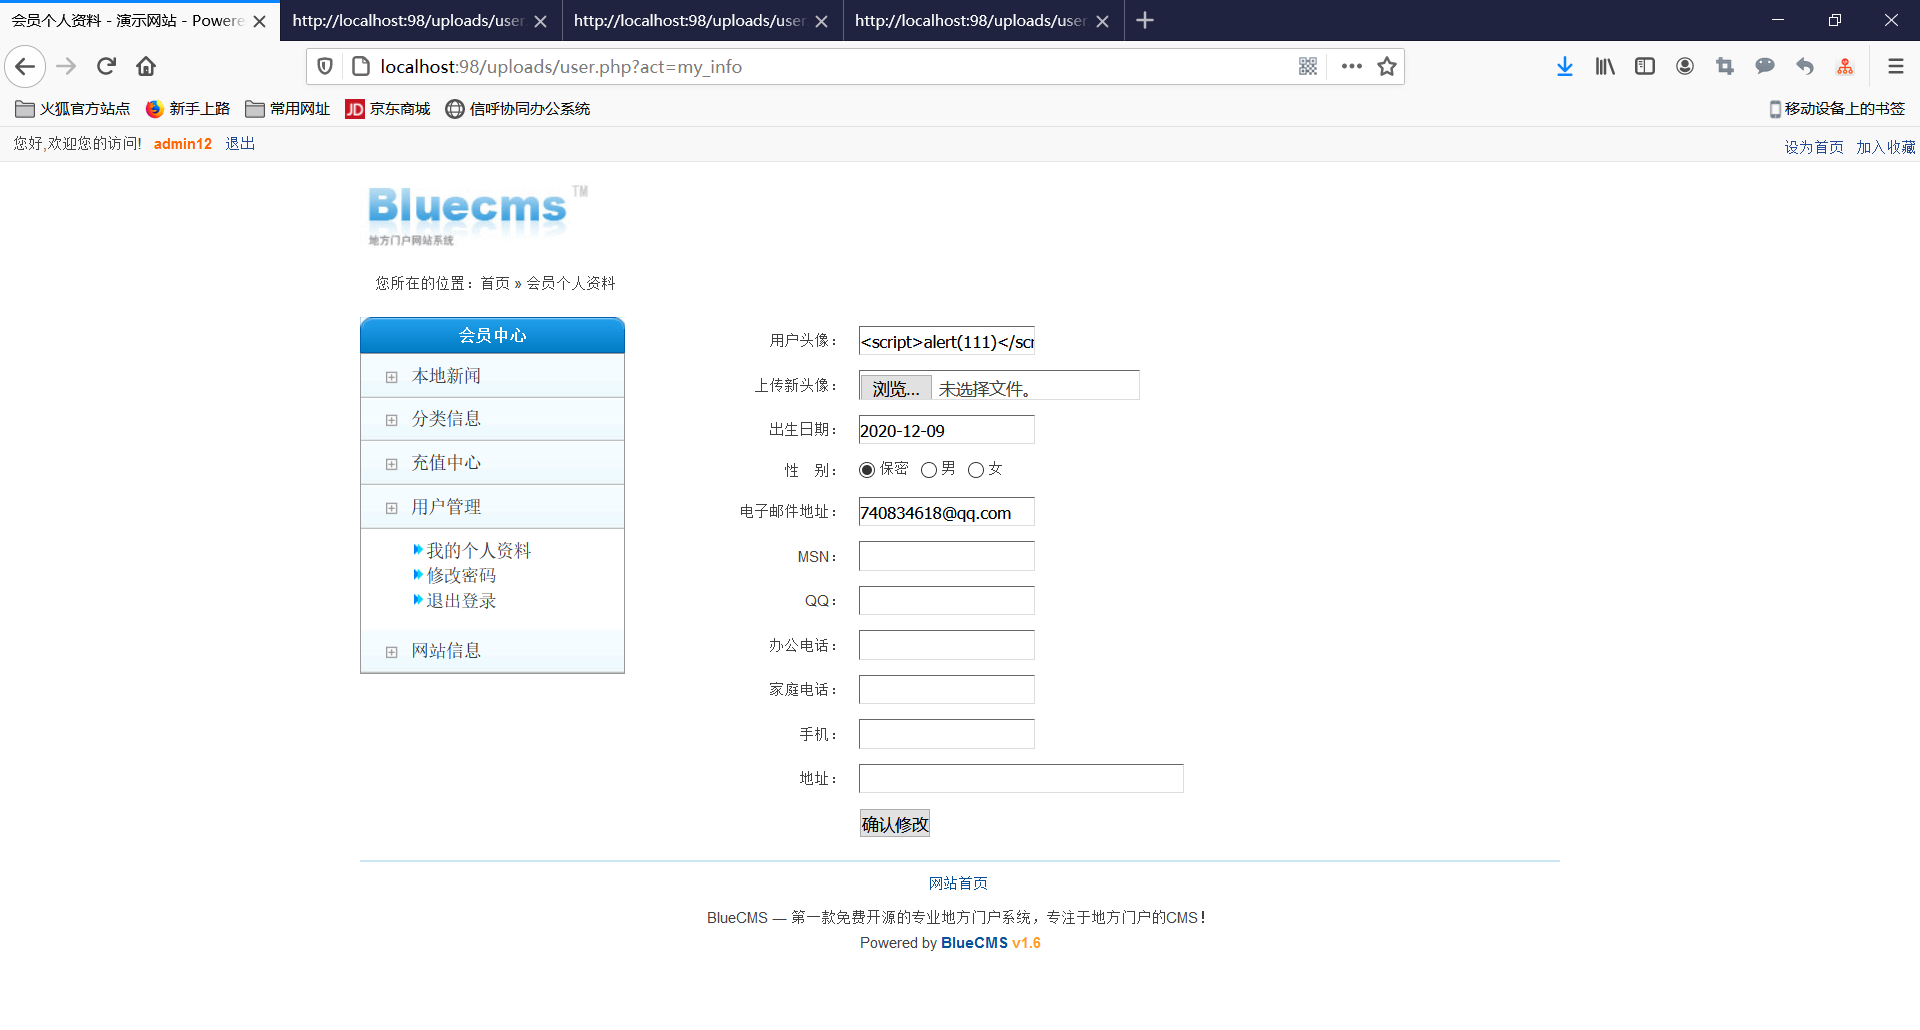 会员个人资料 - 演示网站 - Powere
http://localhost:98/uploads/user
http://localhost:98/uploads/user
http://localhost:98/uploads/user
localhost:98/uploads/user.php?act=my_info
火狐官方站点
新手上路
常用网址
JD 京东商城
信呼协同办公系统
移动设备上的书签
您好,欢迎您的访问! admin12 退出
设为首页 加入收藏
Bluecms TM
地方门户网站系统
您所在的位置：首页 » 会员个人资料
会员中心
本地新闻
分类信息
充值中心
用户管理
我的个人资料
修改密码
退出登录
网站信息
用户头像： <script>alert(111)</scr
上传新头像： 浏览... 未选择文件。
出生日期： 2020-12-09
性 别： 保密 男 女
电子邮件地址： 740834618@qq.com
MSN：
QQ：
办公电话：
家庭电话：
手机：
地址：
确认修改
网站首页
BlueCMS — 第一款免费开源的专业地方门户系统，专注于地方门户的CMS！
Powered by BlueCMS v1.6